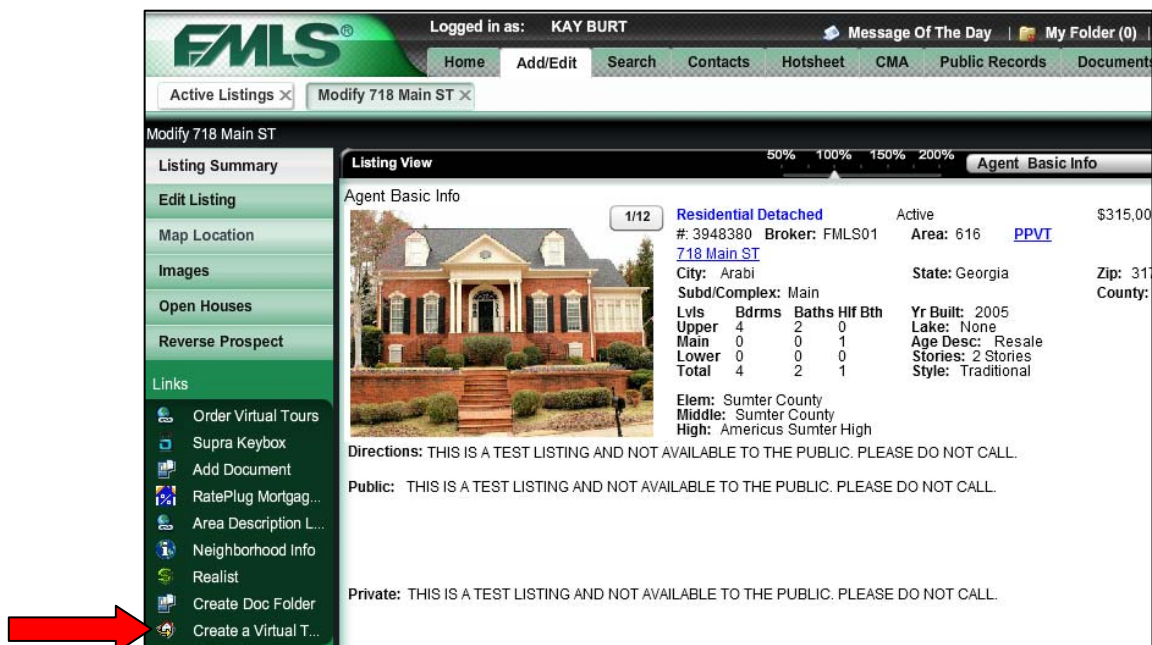 FMLS®
Logged in as: KAY BURT
Message Of The Day | My Folder (0) |
Home Add/Edit Search Contacts Hotsheet CMA Public Records Documents
Active Listings X Modify 718 Main ST X
Modify 718 Main ST
Listing Summary
Edit Listing
Map Location
Images
Open Houses
Reverse Prospect
Links
Order Virtual Tours
Supra Keybox
Add Document
RatePlug Mortgag...
Area Description L...
Neighborhood Info
Realist
Create Doc Folder
Create a Virtual T...
Listing View 50% 100% 150% 200% Agent Basic Info
Agent Basic Info
1/12
Residential Detached Active $315,00
#: 3948380 Broker: FMLS01 Area: 616 PPVT
718 Main ST
City: Arabi State: Georgia Zip: 317
Subd/Complex: Main County:
Lvls Bdrms Baths Hlf Bth Yr Built: 2005
Upper 4 2 0 Lake: None
Main 0 0 1 Age Desc: Resale
Lower 0 0 0 Stories: 2 Stories
Total 4 2 1 Style: Traditional
Elem: Sumter County
Middle: Sumter County
High: Americus Sumter High
Directions: THIS IS A TEST LISTING AND NOT AVAILABLE TO THE PUBLIC. PLEASE DO NOT CALL.
Public: THIS IS A TEST LISTING AND NOT AVAILABLE TO THE PUBLIC. PLEASE DO NOT CALL.
Private: THIS IS A TEST LISTING AND NOT AVAILABLE TO THE PUBLIC. PLEASE DO NOT CALL.